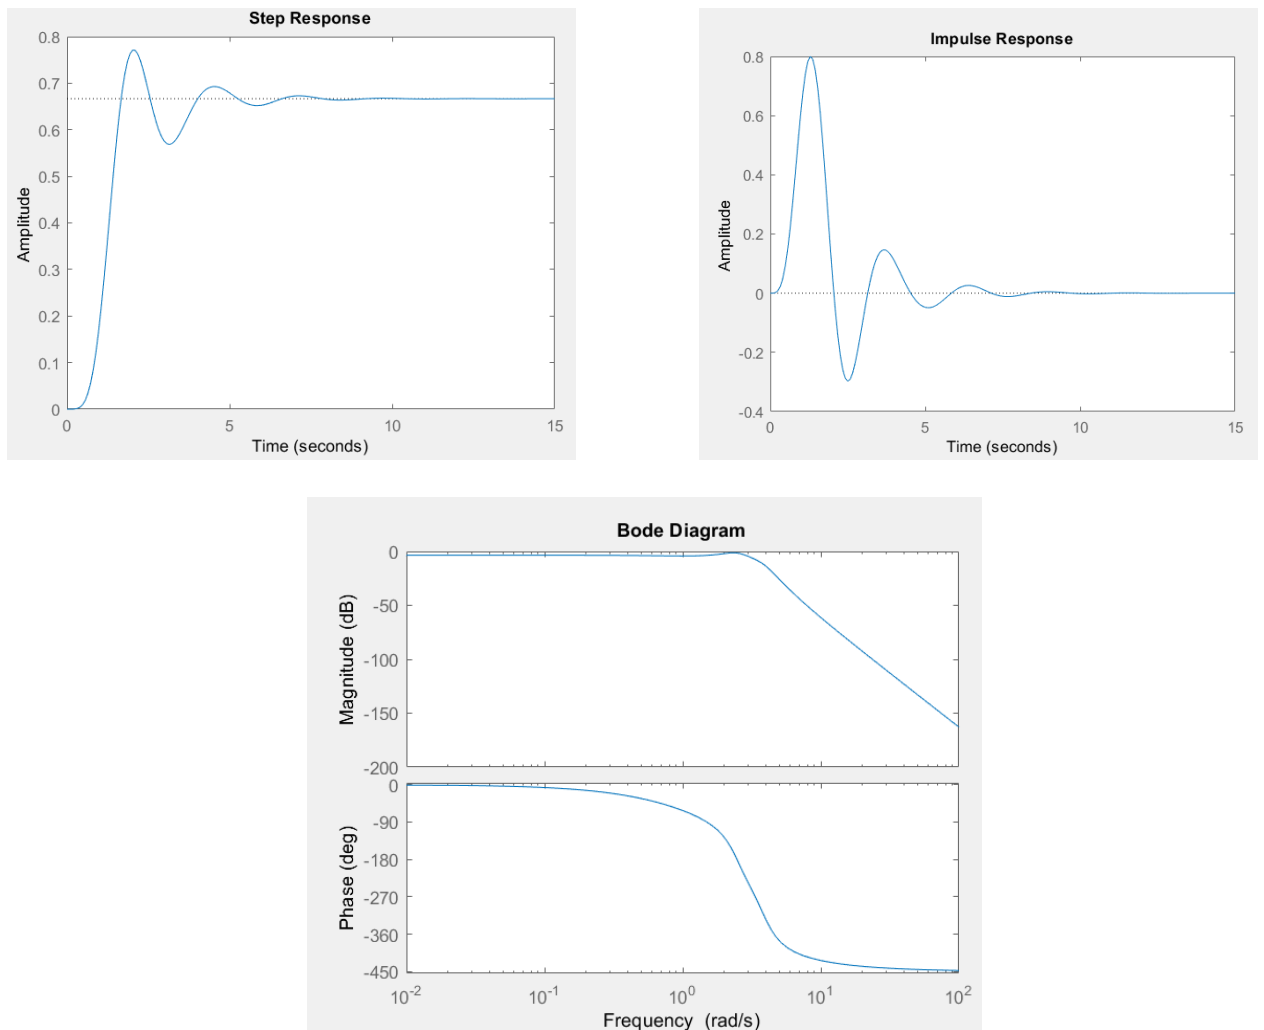 Step Response
0.8
0.7
0.6
0.5
0.4
0.3
0.2
0.1
0
Amplitude
0 5 10 15
Time (seconds)
Impulse Response
0.8
0.6
0.4
0.2
0
-0.2
-0.4
Amplitude
0 5 10 15
Time (seconds)
Bode Diagram
0
-50
-100
-150
-200
Magnitude (dB)
0
-90
-180
-270
-360
-450
Phase (deg)
10⁻² 10⁻¹ 10⁰ 10¹ 10²
Frequency (rad/s)